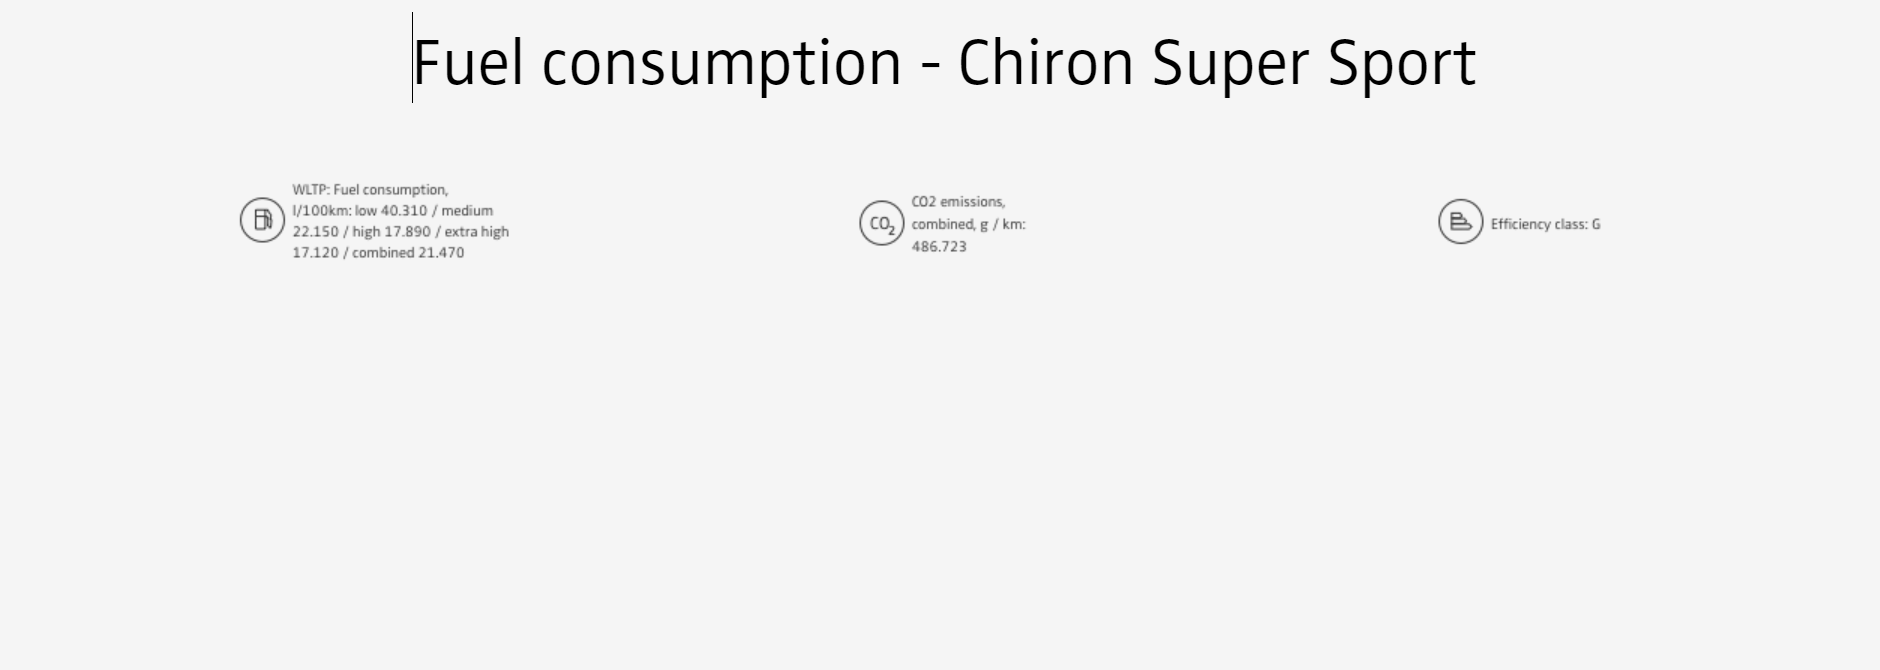 Fuel consumption - Chiron Super Sport
WLTP: Fuel consumption,
l/100km: low 40.310 / medium
22.150 / high 17.890 / extra high
17.120 / combined 21.470
CO₂
CO2 emissions,
combined, g / km:
486.723
Efficiency class: G